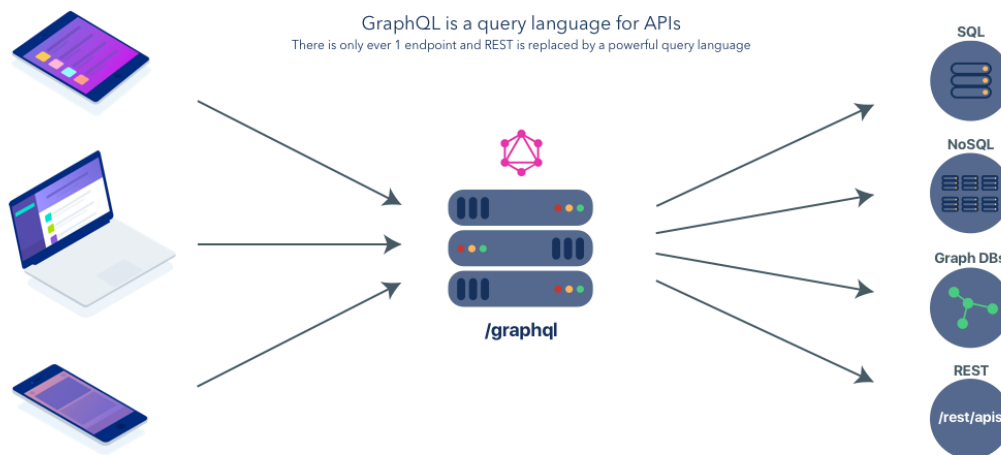 GraphQL is a query language for APIs
There is only ever 1 endpoint and REST is replaced by a powerful query language
SQL
NoSQL
Graph DBs
/graphql
REST
/rest/apis